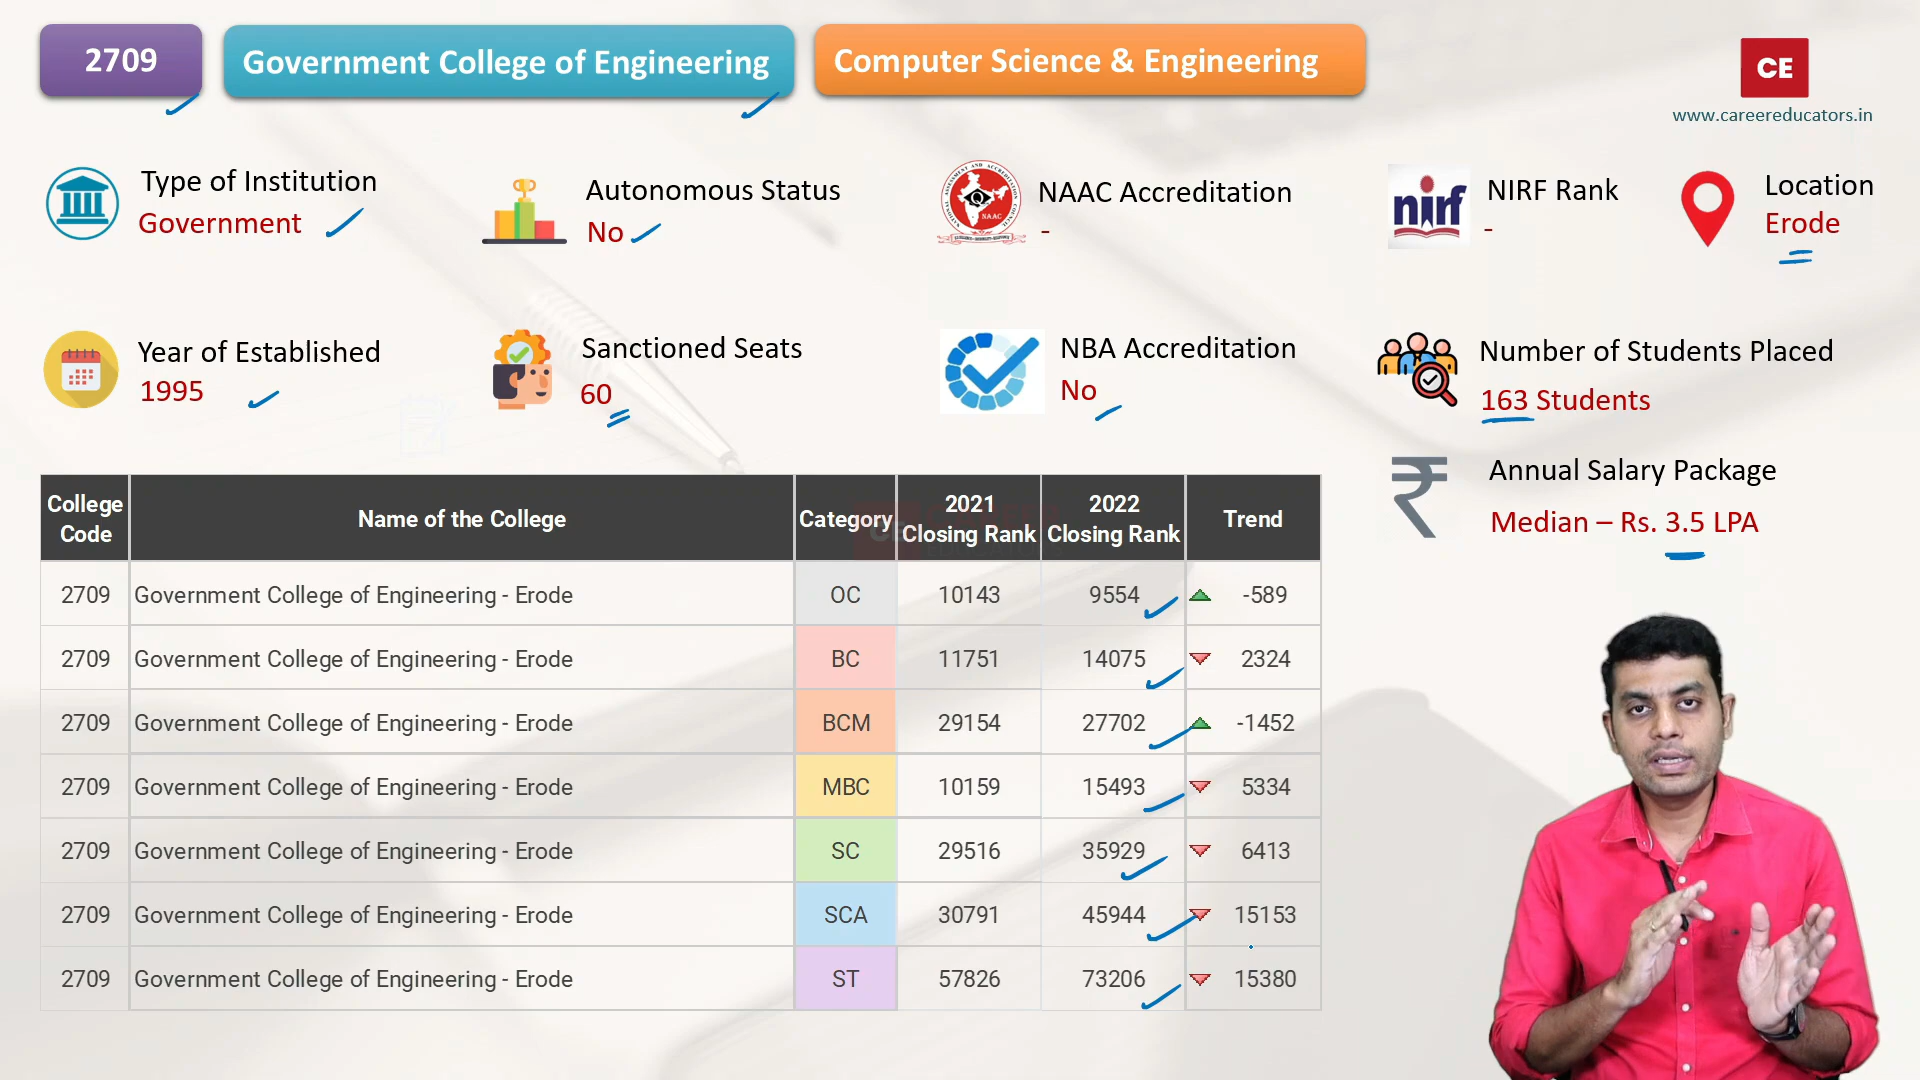 2709
Government College of Engineering
Computer Science & Engineering
CE
www.careereducators.in
Type of Institution
Government
Autonomous Status
No
NAAC
NAAC Accreditation
-
nirf
NIRF Rank
-
Location
Erode
Year of Established
1995
Sanctioned Seats
60
NBA Accreditation
No
Number of Students Placed
163 Students
Annual Salary Package
Median – Rs. 3.5 LPA
College Code Name of the College Category 2021 Closing Rank 2022 Closing Rank Trend
2709 Government College of Engineering - Erode OC 10143 9554 -589
2709 Government College of Engineering - Erode BC 11751 14075 2324
2709 Government College of Engineering - Erode BCM 29154 27702 -1452
2709 Government College of Engineering - Erode MBC 10159 15493 5334
2709 Government College of Engineering - Erode SC 29516 35929 6413
2709 Government College of Engineering - Erode SCA 30791 45944 15153
2709 Government College of Engineering - Erode ST 57826 73206 15380